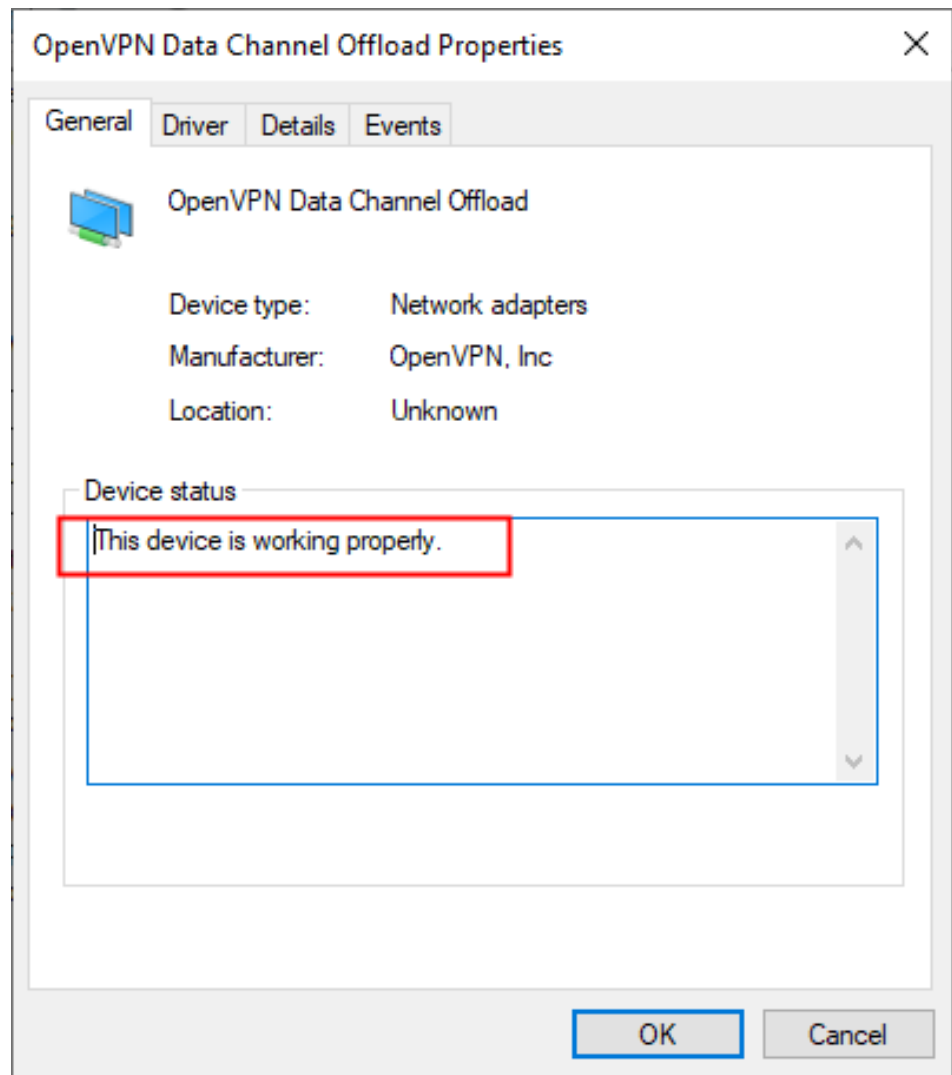 OpenVPN Data Channel Offload Properties
General Driver Details Events
OpenVPN Data Channel Offload
Device type: Network adapters
Manufacturer: OpenVPN, Inc
Location: Unknown
Device status
This device is working properly.
OK Cancel